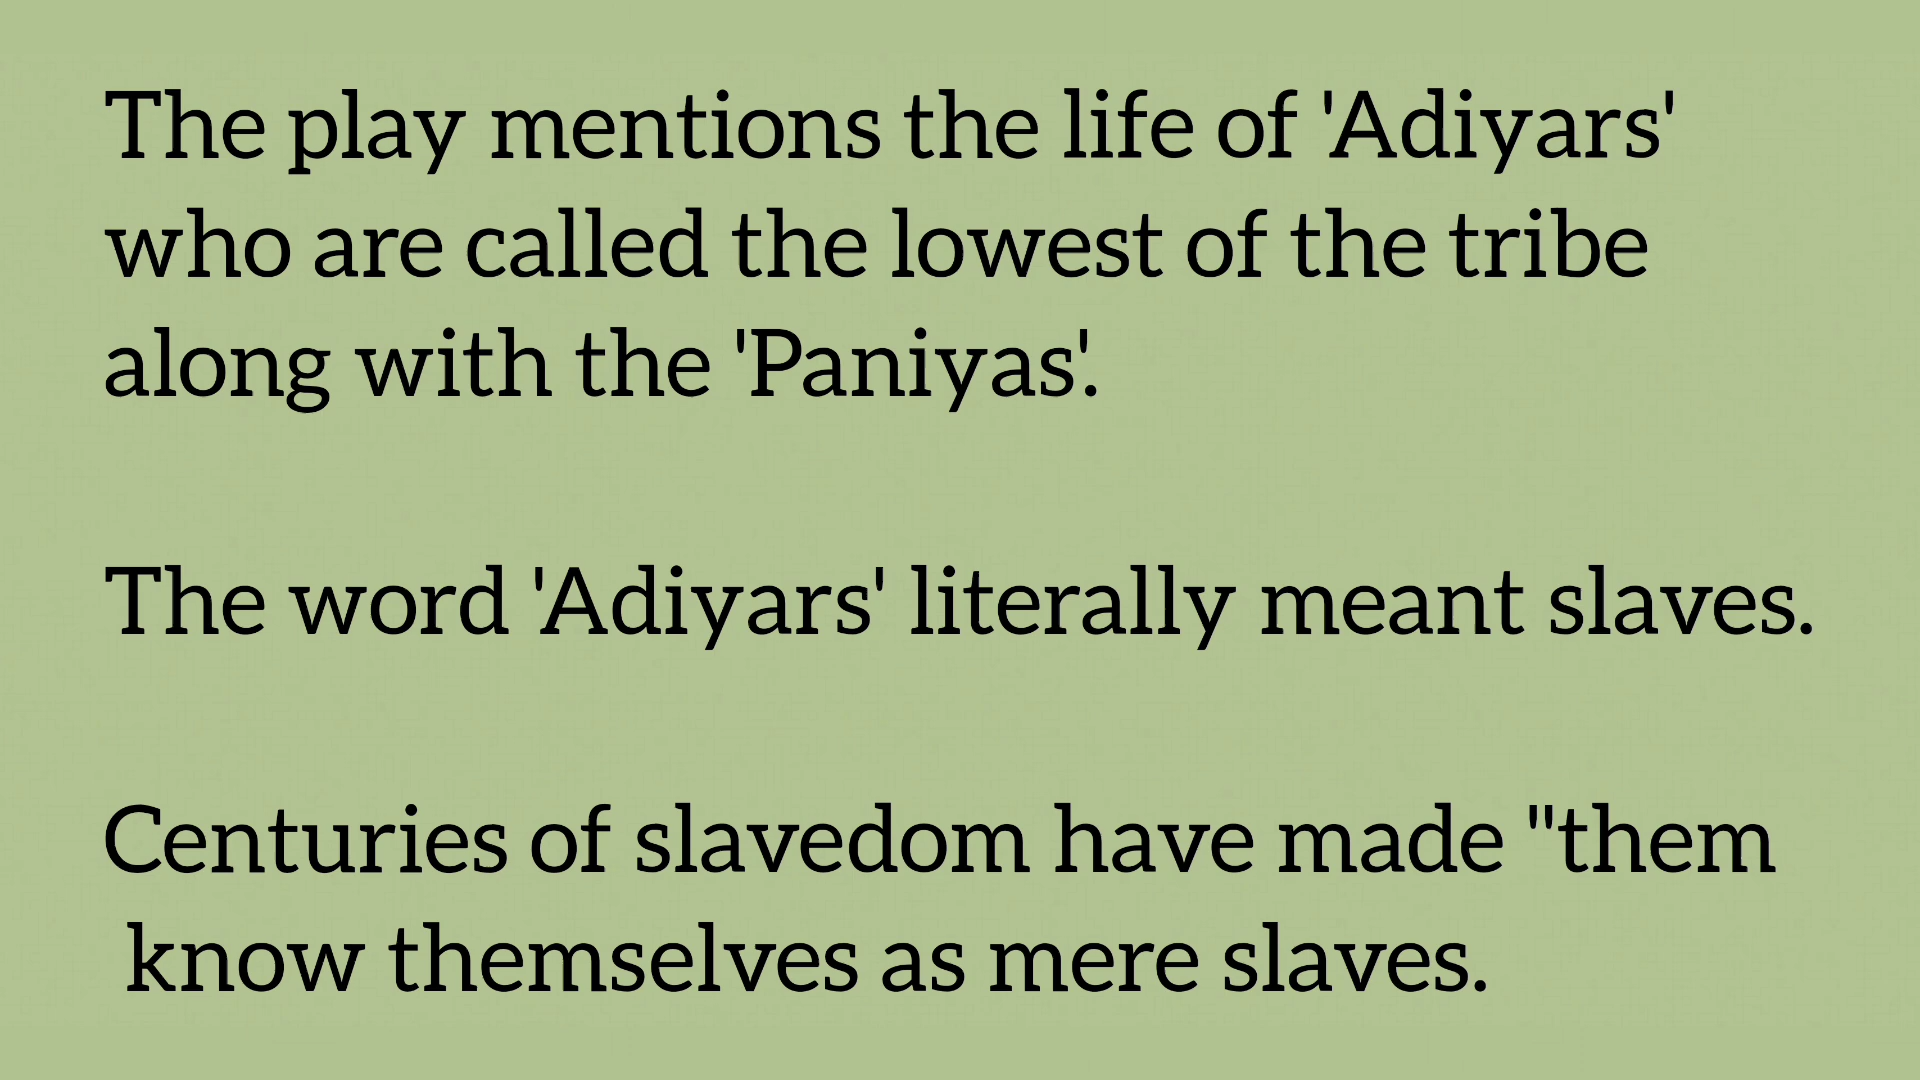 The play mentions the life of 'Adiyars'
who are called the lowest of the tribe
along with the 'Paniyas'.
The word 'Adiyars' literally meant slaves.
Centuries of slavedom have made "them
know themselves as mere slaves.